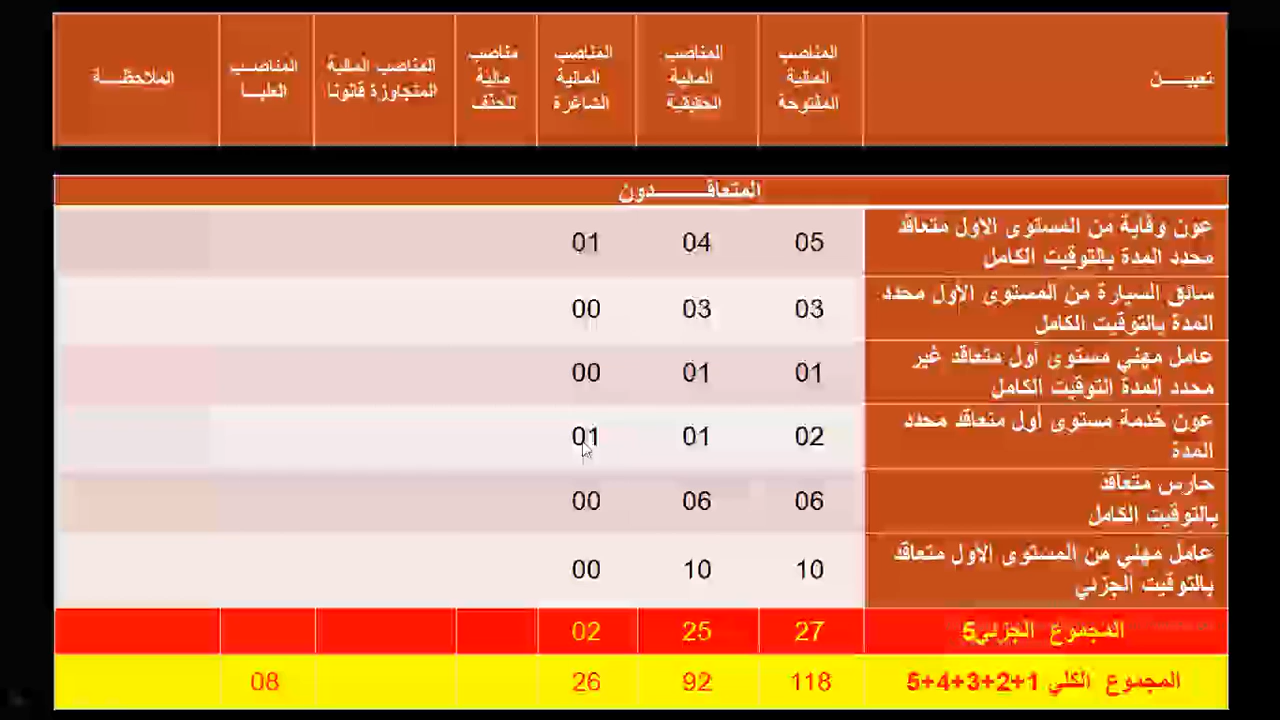 تعييـــن
المناصب المالية المفتوحة
المناصب المالية الحقيقية
المناصب المالية الشاغرة
مناصب مالية للحذف
المناصب المالية المتجاوزة قانونا
المناصب العليـا
الملاحظـــة
المتعاقـــــــدون
عون وقاية من المستوى الاول متعاقد
محدد المدة بالتوقيت الكامل
05 04 01
سائق السيارة من المستوى الأول محدد
المدة بالتوقيت الكامل
03 03 00
عامل مهني مستوى أول متعاقد غير
محدد المدة التوقيت الكامل
01 01 00
عون خدمة مستوى أول متعاقد محدد
المدة
02 01 01
حارس متعاقد
بالتوقيت الكامل
06 06 00
عامل مهني من المستوى الاول متعاقد
بالتوقيت الجزئي
10 10 00
المجموع الجزئي5 27 25 02
المجموع الكلي 1+2+3+4+5 118 92 26 08